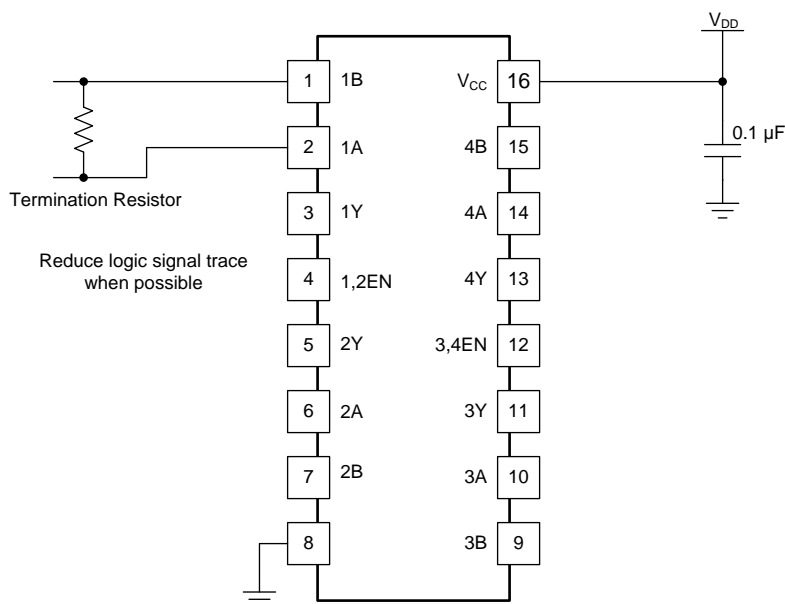 V_DD
1 1B V_CC 16
0.1 µF
2 1A 4B 15
Termination Resistor
3 1Y 4A 14
Reduce logic signal trace
when possible
4 1,2EN 4Y 13
5 2Y 3,4EN 12
6 2A 3Y 11
7 2B 3A 10
8 3B 9